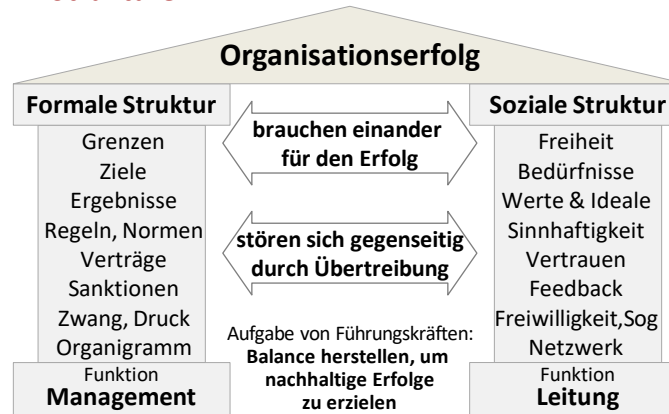 Organisationserfolg
Formale Struktur
Grenzen
Ziele
Ergebnisse
Regeln, Normen
Verträge
Sanktionen
Zwang, Druck
Organigramm
Funktion
Management
brauchen einander
für den Erfolg
stören sich gegenseitig
durch Übertreibung
Aufgabe von Führungskräften:
Balance herstellen, um
nachhaltige Erfolge
zu erzielen
Soziale Struktur
Freiheit
Bedürfnisse
Werte & Ideale
Sinnhaftigkeit
Vertrauen
Feedback
Freiwilligkeit,Sog
Netzwerk
Funktion
Leitung